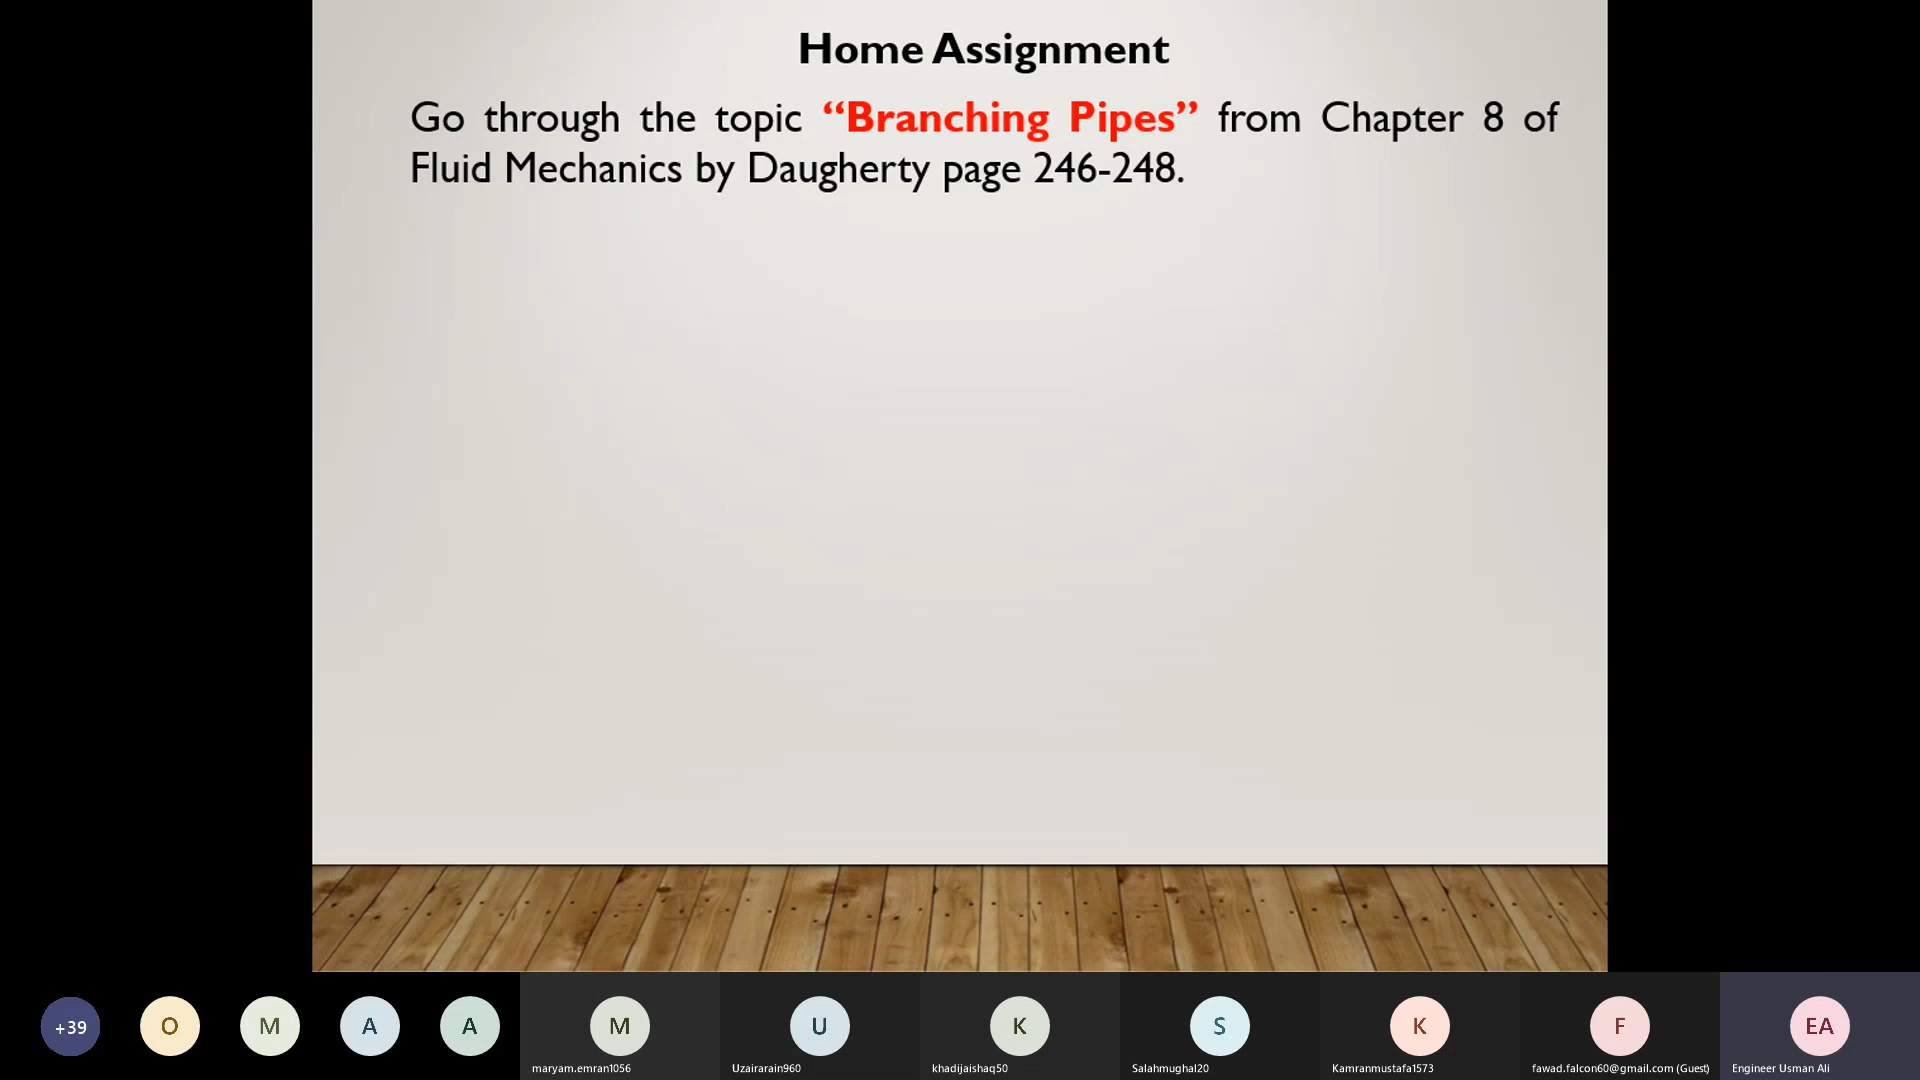 Home Assignment
Go through the topic “Branching Pipes” from Chapter 8 of
Fluid Mechanics by Daugherty page 246-248.
+39
O
M
A
A
M
U
K
S
K
F
EA
maryam.emran1056
Uzairarain960
khadijaishaq50
Salahmughal20
Kamranmustafa1573
fawad.falcon60@gmail.com (Guest)
Engineer Usman Ali